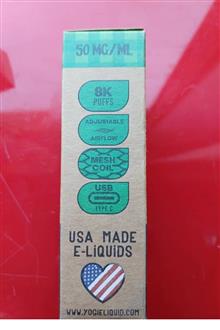 50 MG/ML
8K
PUFFS
ADJUSTABLE
AIRFLOW
MESH
COIL
USB
TYPE C
USA MADE
E-LIQUIDS
WWW.YOGIELIQUID.COM